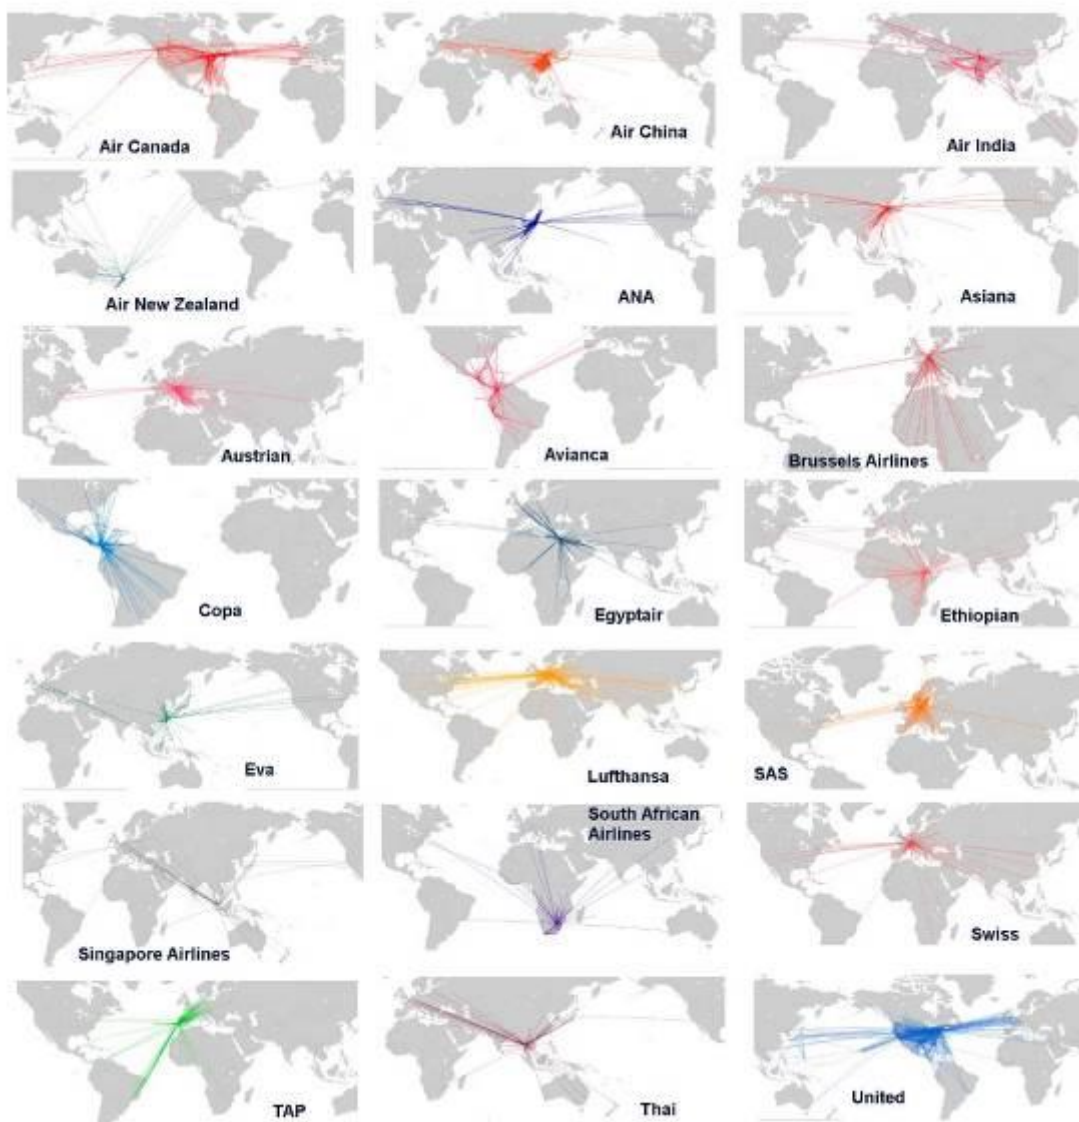 Air Canada
Air China
Air India
Air New Zealand
ANA
Asiana
Austrian
Avianca
Brussels Airlines
Copa
Egyptair
Ethiopian
Eva
Lufthansa
SAS
Singapore Airlines
South African
Airlines
Swiss
TAP
Thai
United